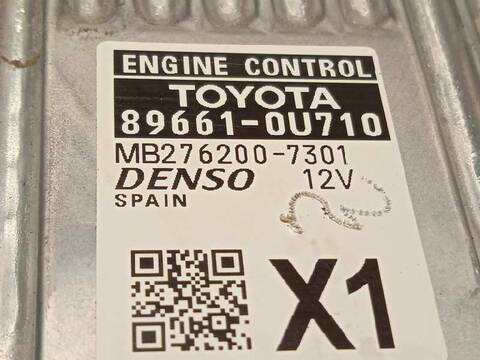 ENGINE CONTROL
TOYOTA
89661-0U710
MB276200-7301
DENSO 12V
SPAIN
X1